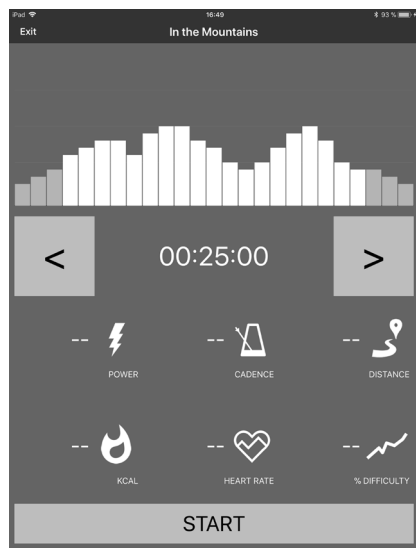 iPad 16:49 93 %
Exit In the Mountains
< 00:25:00 >
-- -- --
POWER CADENCE DISTANCE
-- -- --
KCAL HEART RATE % DIFFICULTY
START